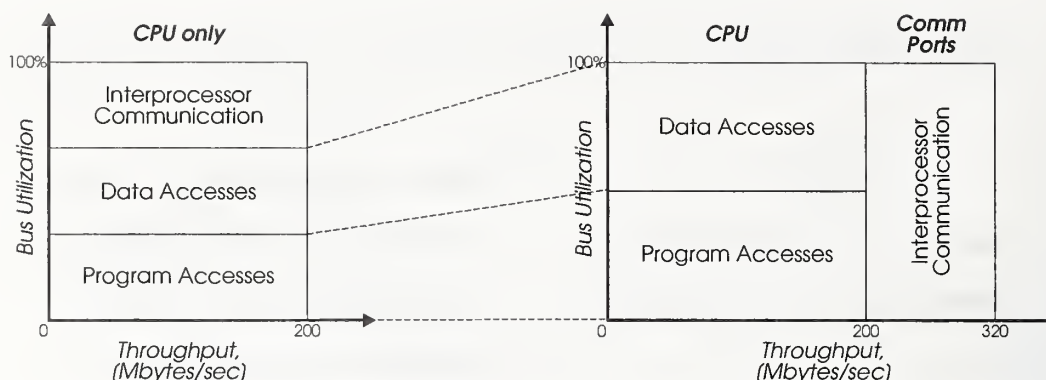 CPU only
100%
Interprocessor
Communication
Data Accesses
Program Accesses
Bus Utilization
0
200
Throughput,
(Mbytes/sec)
CPU
Comm
Ports
100%
Data Accesses
Program Accesses
Interprocessor
Communication
Bus Utilization
0
200
320
Throughput,
(Mbytes/sec)